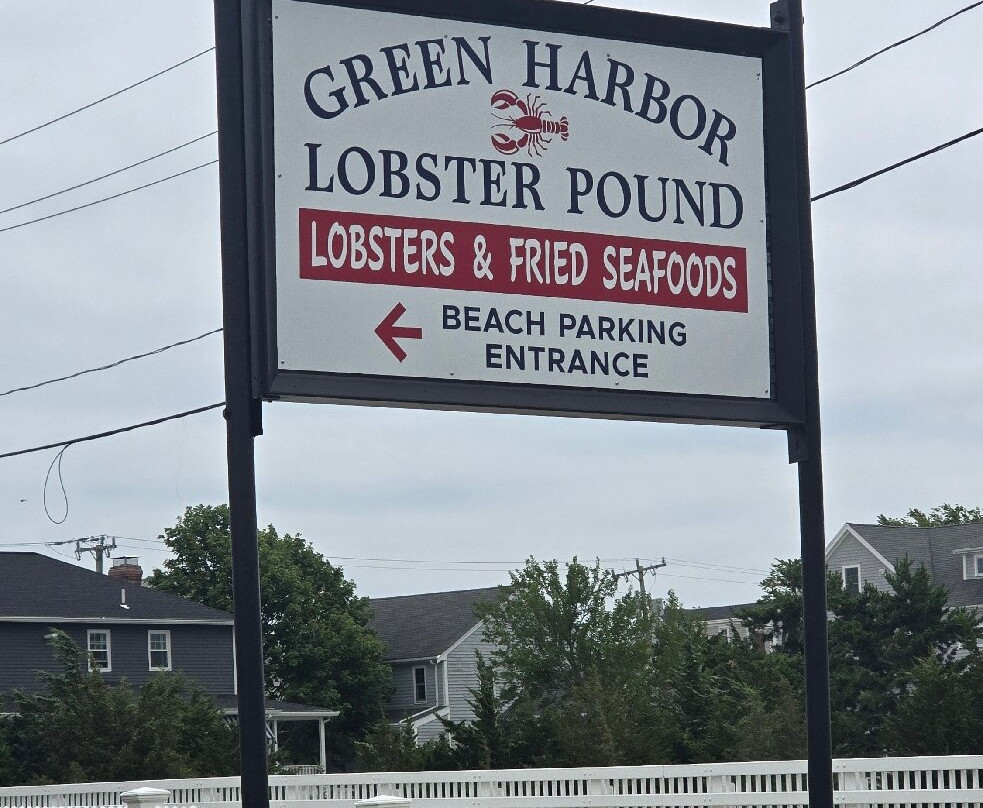 GREEN HARBOR
LOBSTER POUND
LOBSTERS & FRIED SEAFOODS
BEACH PARKING
ENTRANCE